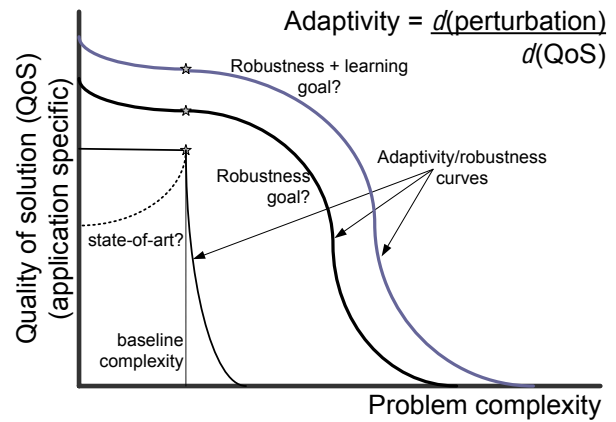 Adaptivity = d(perturbation)
d(QoS)
Robustness + learning
goal?
Adaptivity/robustness
curves
Robustness
goal?
state-of-art?
baseline
complexity
Quality of solution (QoS)
(application specific)
Problem complexity